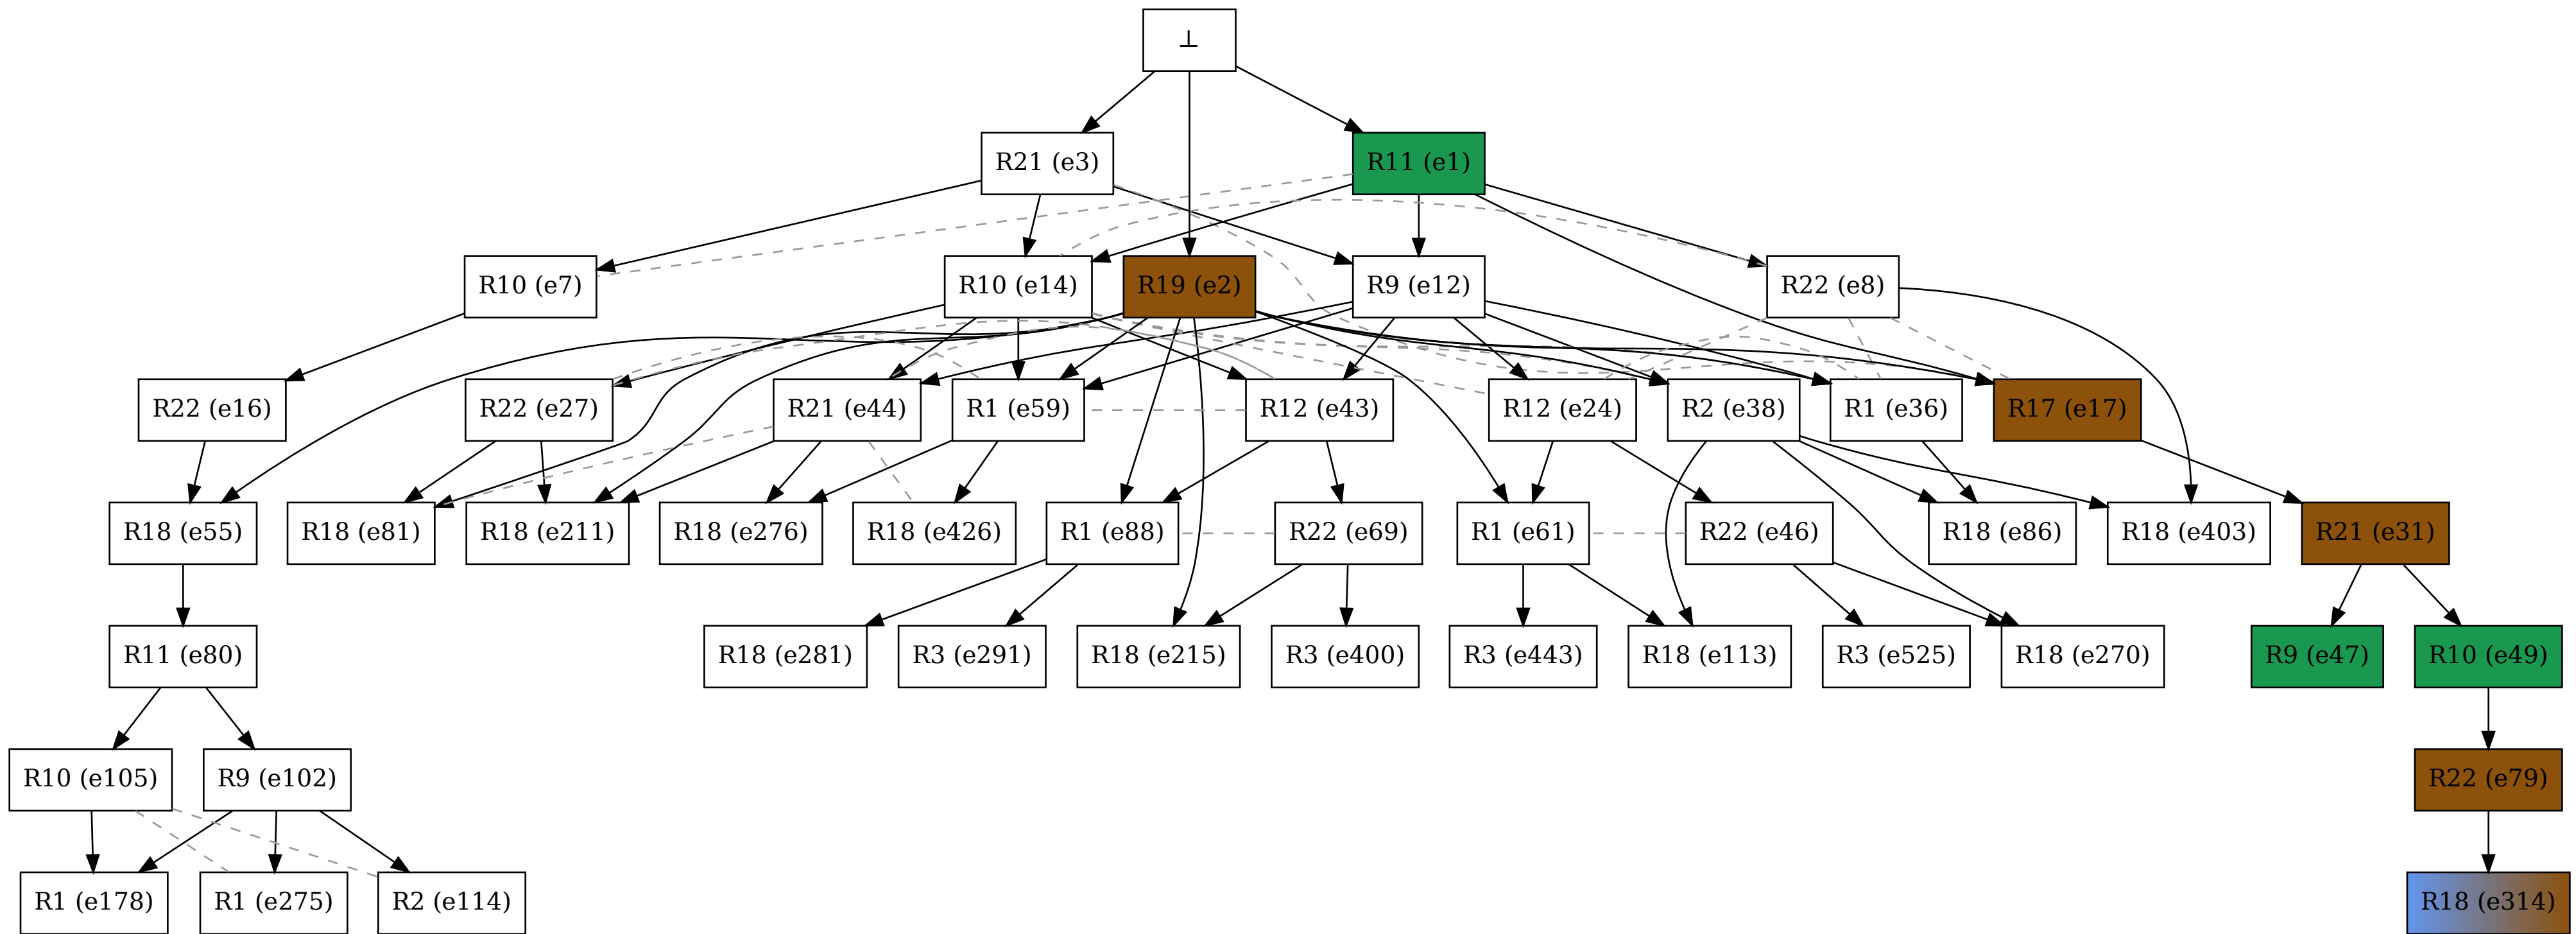 ⊥
R21 (e3)
R11 (e1)
R10 (e7)
R10 (e14)
R19 (e2)
R9 (e12)
R22 (e8)
R22 (e16)
R22 (e27)
R21 (e44)
R1 (e59)
R12 (e43)
R12 (e24)
R2 (e38)
R1 (e36)
R17 (e17)
R18 (e55)
R18 (e81)
R18 (e211)
R18 (e276)
R18 (e426)
R1 (e88)
R22 (e69)
R1 (e61)
R22 (e46)
R18 (e86)
R18 (e403)
R21 (e31)
R11 (e80)
R18 (e281)
R3 (e291)
R18 (e215)
R3 (e400)
R3 (e443)
R18 (e113)
R3 (e525)
R18 (e270)
R9 (e47)
R10 (e49)
R10 (e105)
R9 (e102)
R22 (e79)
R1 (e178)
R1 (e275)
R2 (e114)
R18 (e314)